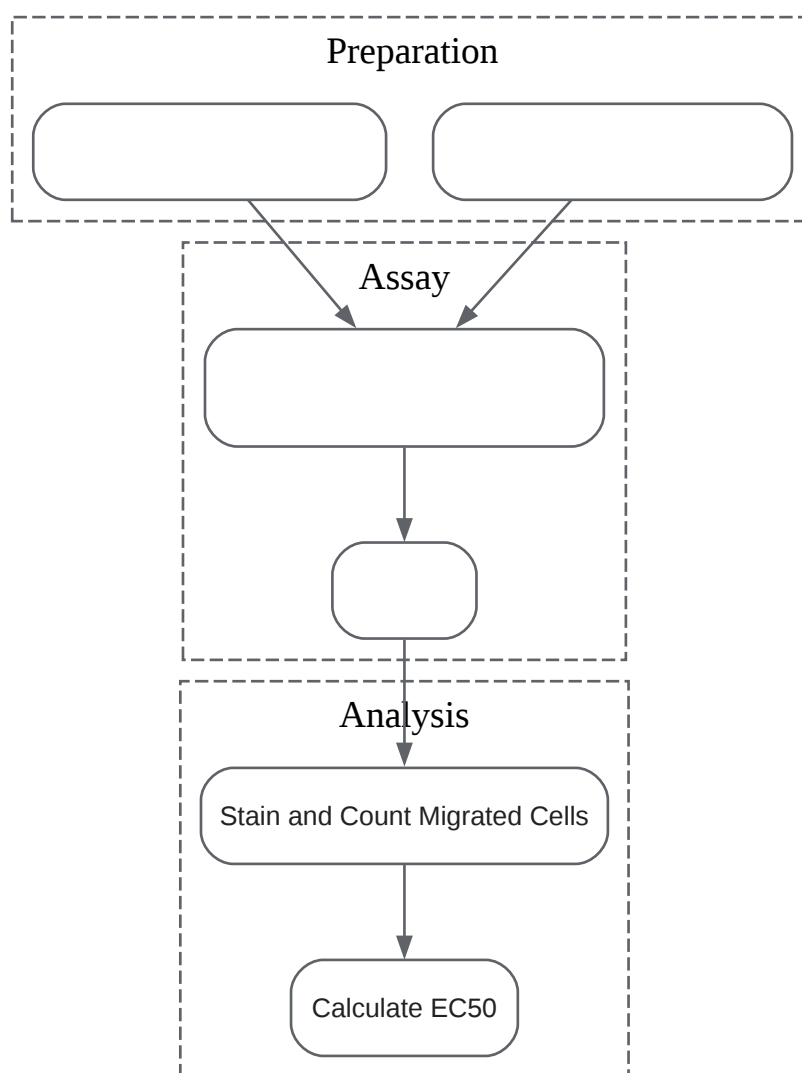 Preparation
Assay
Analysis
Stain and Count Migrated Cells
Calculate EC50